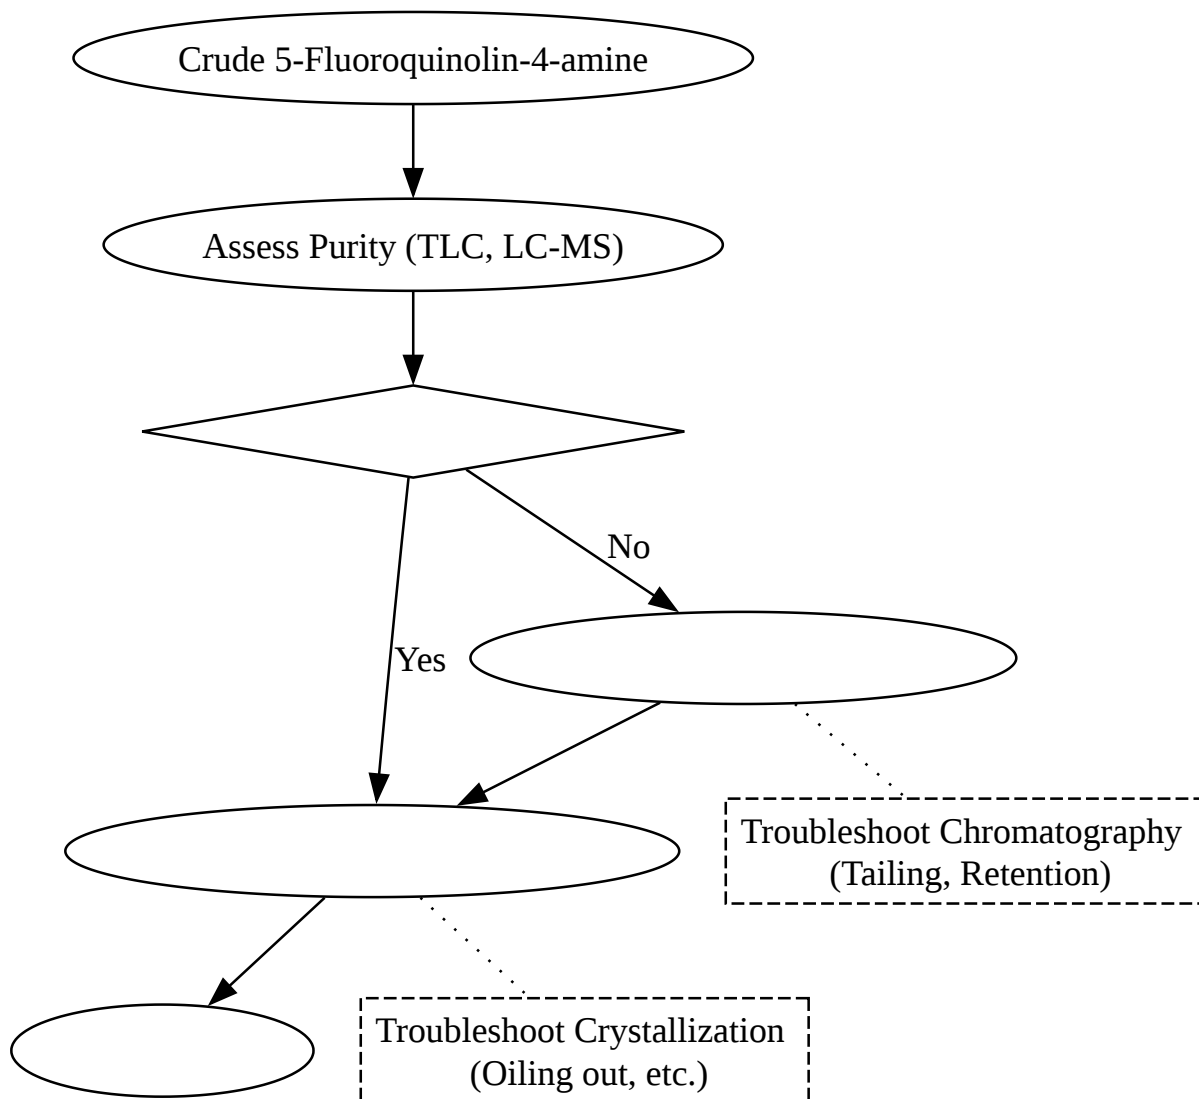 Crude 5-Fluoroquinolin-4-amine
Assess Purity (TLC, LC-MS)
No
Yes
Troubleshoot Chromatography
(Tailing, Retention)
Troubleshoot Crystallization
(Oiling out, etc.)